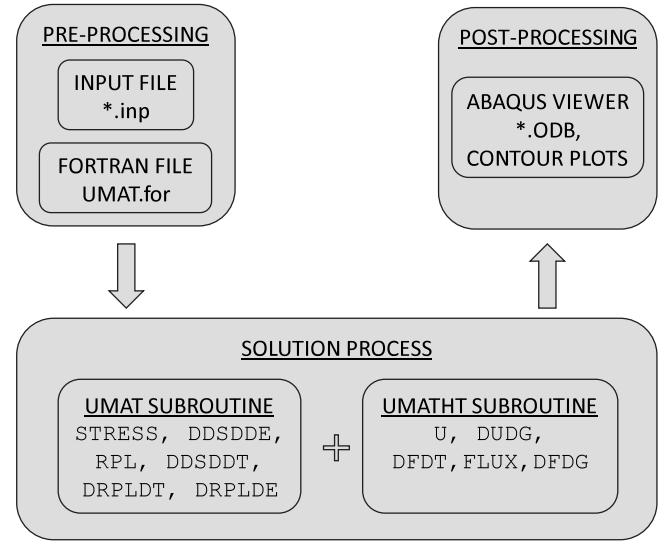 PRE-PROCESSING
INPUT FILE
*.inp
FORTRAN FILE
UMAT.for
POST-PROCESSING
ABAQUS VIEWER
*.ODB,
CONTOUR PLOTS
SOLUTION PROCESS
UMAT SUBROUTINE
STRESS, DDSDDE,
RPL, DDSDDT,
DRPLDT, DRPLDE
UMATHT SUBROUTINE
U, DUDG,
DFDT,FLUX,DFDG